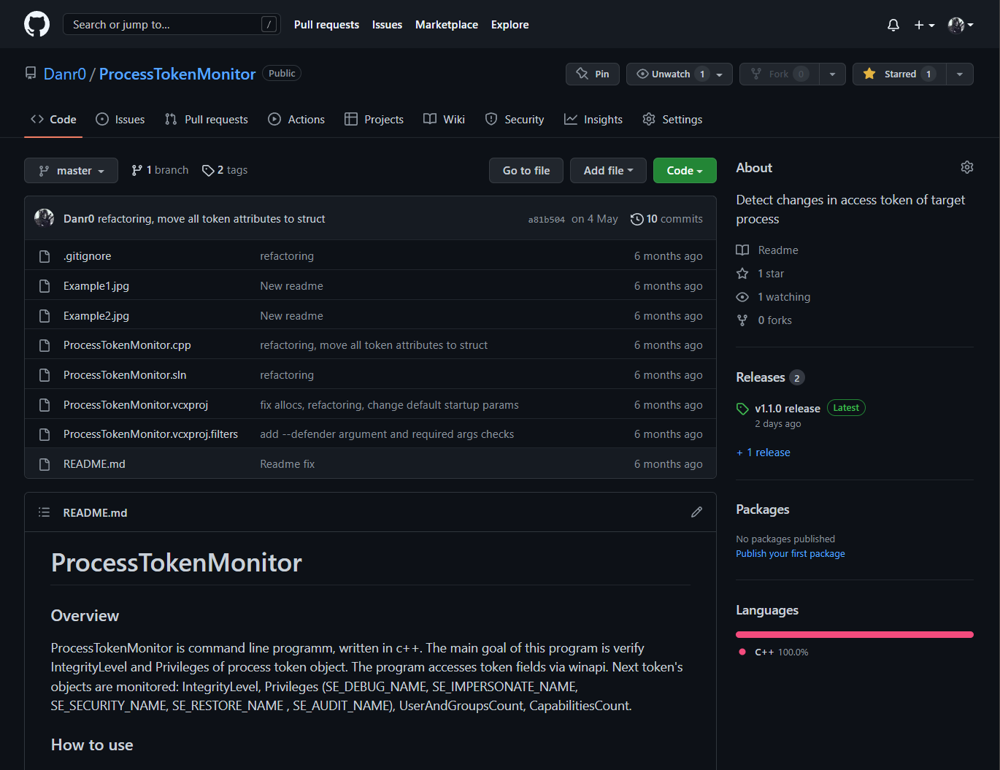 Search or jump to... /
Pull requests Issues Marketplace Explore
Danr0 / ProcessTokenMonitor Public
Pin Unwatch 1 Fork 0 Starred 1
Code Issues Pull requests Actions Projects Wiki Security Insights Settings
master 1 branch 2 tags Go to file Add file Code
Danr0 refactoring, move all token attributes to struct a81b504 on 4 May 10 commits
.gitignore refactoring 6 months ago
Example1.jpg New readme 6 months ago
Example2.jpg New readme 6 months ago
ProcessTokenMonitor.cpp refactoring, move all token attributes to struct 6 months ago
ProcessTokenMonitor.sln refactoring 6 months ago
ProcessTokenMonitor.vcxproj fix allocs, refactoring, change default startup params 6 months ago
ProcessTokenMonitor.vcxproj.filters add --defender argument and required args checks 6 months ago
README.md Readme fix 6 months ago
README.md
ProcessTokenMonitor
Overview
ProcessTokenMonitor is command line programm, written in c++. The main goal of this program is verify
IntegrityLevel and Privileges of process token object. The program accesses token fields via winapi. Next token's
objects are monitored: IntegrityLevel, Privileges (SE_DEBUG_NAME, SE_IMPERSONATE_NAME,
SE_SECURITY_NAME, SE_RESTORE_NAME , SE_AUDIT_NAME), UserAndGroupsCount, CapabilitiesCount.
How to use
About
Detect changes in access token of target
process
Readme
1 star
1 watching
0 forks
Releases 2
v1.1.0 release Latest
2 days ago
+ 1 release
Packages
No packages published
Publish your first package
Languages
C++ 100.0%